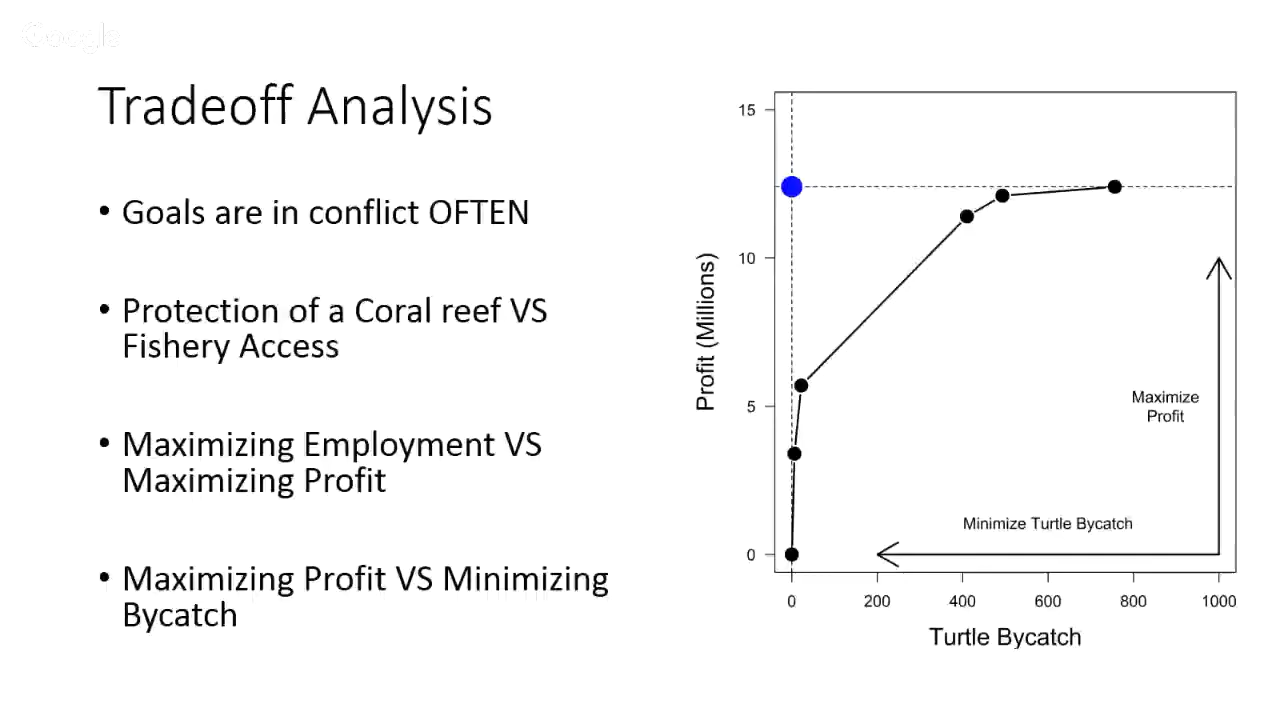 Google
Tradeoff Analysis
• Goals are in conflict OFTEN
• Protection of a Coral reef VS
Fishery Access
• Maximizing Employment VS
Maximizing Profit
• Maximizing Profit VS Minimizing
Bycatch
15
10
5
0
Profit (Millions)
Maximize
Profit
Minimize Turtle Bycatch
0 200 400 600 800 1000
Turtle Bycatch